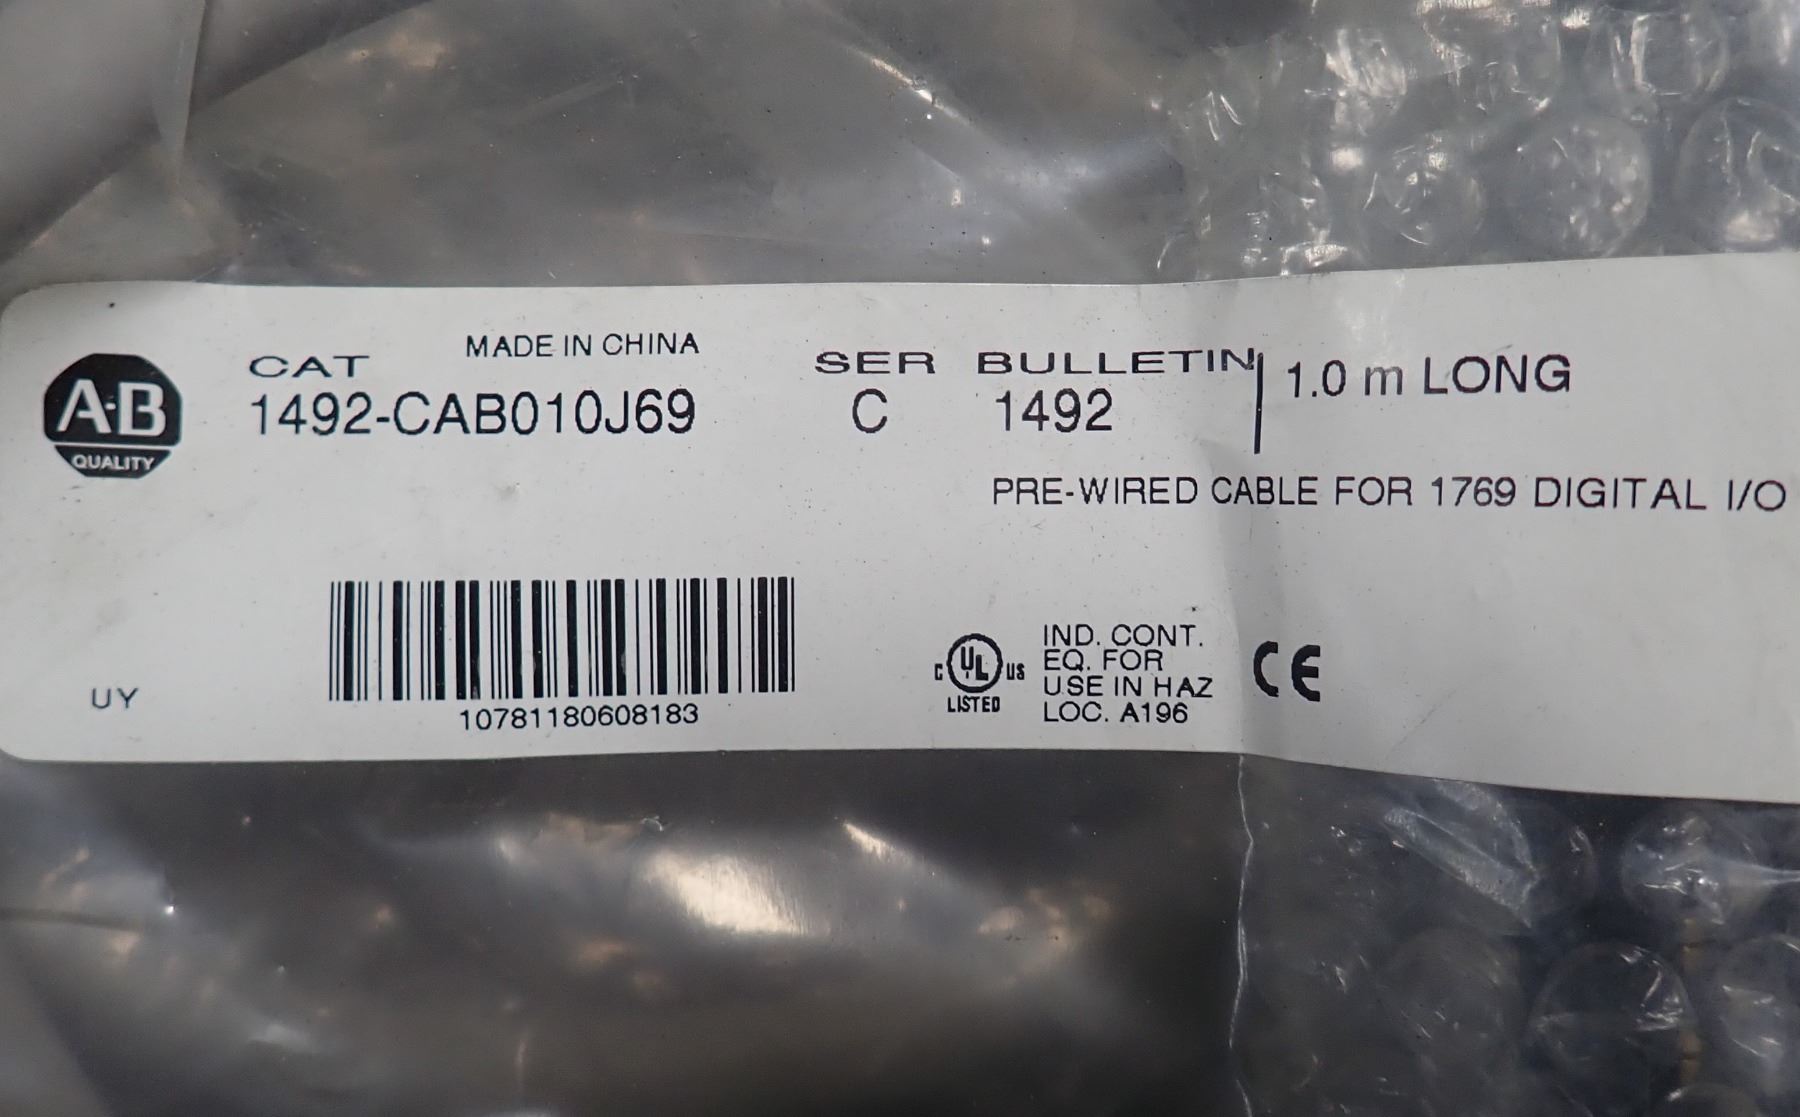 MADE IN CHINA
CAT SER BULLETIN 1.0 m LONG
A-B 1492-CAB010J69 C 1492
QUALITY
PRE-WIRED CABLE FOR 1769 DIGITAL I/O
IND. CONT.
C UL US EQ. FOR CE
USE IN HAZ
LISTED LOC. A196
UY
10781180608183